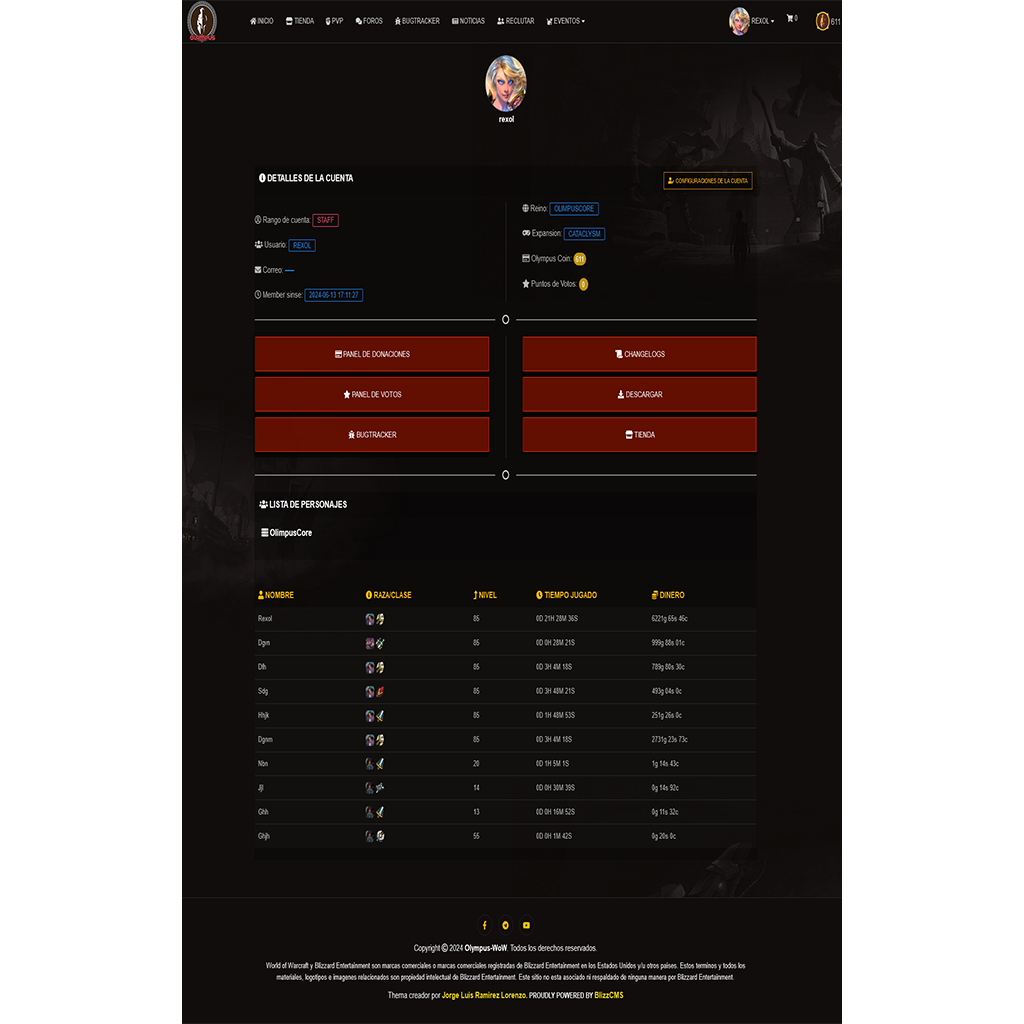 OLIMPUS
INICIO TIENDA PVP FOROS BUGTRACKER NOTICIAS RECLUTAR EVENTOS REXOL 0 611
rexol
DETALLES DE LA CUENTA
CONFIGURACIONES DE LA CUENTA
Rango de cuenta: STAFF
Usuario: REXOL
Correo:
Member sinse: 2024-06-13 17:11:27
Reino: OLIMPUSCORE
Expansion: CATACLYSM
Olympus Coin: 611
Puntos de Votos: 0
PANEL DE DONACIONES
CHANGELOGS
PANEL DE VOTOS
DESCARGAR
BUGTRACKER
TIENDA
LISTA DE PERSONAJES
OlimpusCore
NOMBRE RAZA/CLASE NIVEL TIEMPO JUGADO DINERO
Rexol 85 0D 21H 28M 36S 6221g 65s 46c
Dgvn 85 0D 0H 28M 21S 999g 88s 01c
Dfh 85 0D 3H 4M 18S 789g 80s 30c
Sdg 85 0D 3H 48M 21S 493g 04s 0c
Hhjk 85 0D 1H 48M 53S 251g 26s 0c
Dgnm 85 0D 3H 4M 18S 2731g 23s 73c
Nbn 20 0D 1H 5M 1S 1g 14s 43c
Jjl 14 0D 0H 30M 39S 0g 14s 92c
Ghh 13 0D 0H 16M 52S 0g 11s 32c
Ghjh 55 0D 0H 1M 42S 0g 20s 0c
Copyright © 2024 Olympus-WoW. Todos los derechos reservados.
World of Warcraft y Blizzard Entertainment son marcas comerciales o marcas comerciales registradas de Blizzard Entertainment en los Estados Unidos y/u otros paises. Estos terminos y todos los
materiales, logotipos e imagenes relacionados son propiedad intelectual de Blizzard Entertainment. Este sitio no esta asociado ni respaldado de ninguna manera por Blizzard Entertainment.
Thema creador por Jorge Luis Ramirez Lorenzo. PROUDLY POWERED BY BlizzCMS